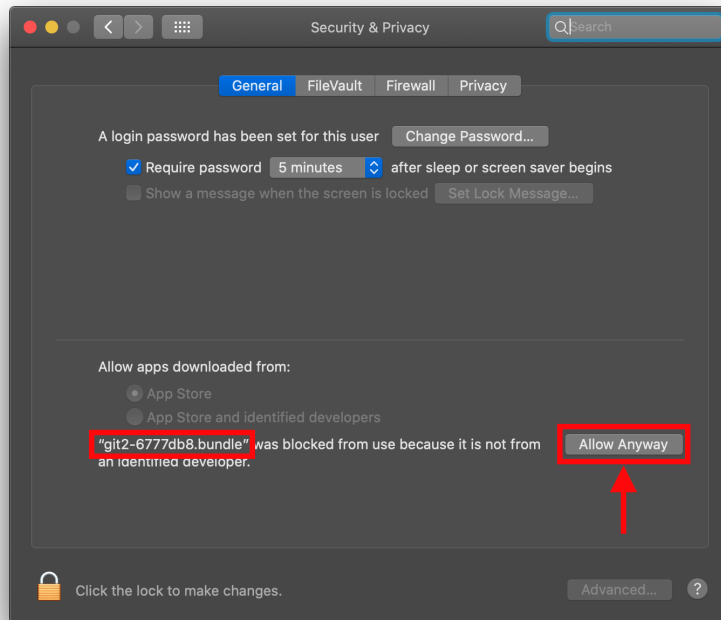 Security & Privacy
Search
General
FileVault
Firewall
Privacy
A login password has been set for this user
Change Password...
Require password
5 minutes
after sleep or screen saver begins
Show a message when the screen is locked
Set Lock Message...
Allow apps downloaded from:
App Store
App Store and identified developers
“git2-6777db8.bundle” was blocked from use because it is not from
an identified developer.
Allow Anyway
Click the lock to make changes.
Advanced...
?